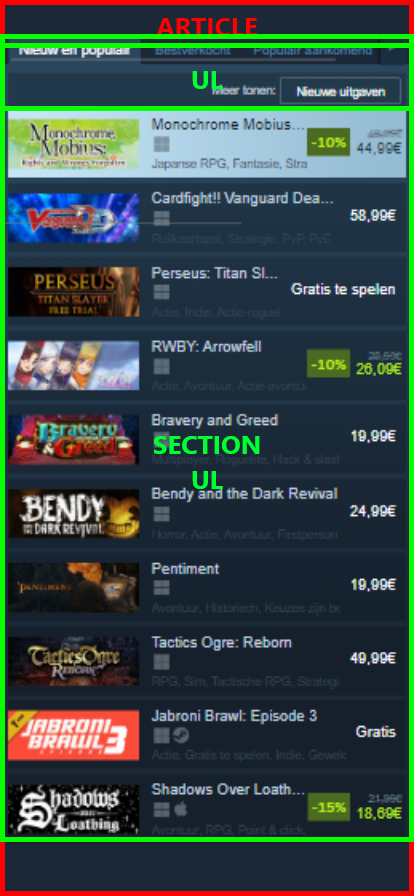 ARTICLE
Nieuw en populair Bestverkocht Populair aankomend
UL
Meer tonen: Nieuwe uitgaven
Monochrome Mobius:
Rights and Wrongs Forgotten
Monochrome Mobius...
-10% 49,99€
44,99€
Japanse RPG, Fantasie, Stra
Cardfight!! Vanguard Dea...
58,99€
Ruilkaartspel, Strategie, PvP, PvE
PERSEUS
TITAN SLAYER
FREE TRIAL
Perseus: Titan Sl...
Gratis te spelen
Actie, Indie, Actie-roguel
RWBY: Arrowfell
-10% 28,99€
26,09€
Actie, Avontuur, Actie-avontuu
Bravery & Greed
Bravery and Greed
19,99€
SECTION
Multiplayer, Roguelite, Hack & slash
UL
BENDY
AND THE DARK REVIVAL
Bendy and the Dark Revival
24,99€
Horror, Actie, Avontuur, Firstperson
PENTIMENT
Pentiment
19,99€
Avontuur, Historisch, Keuzes zijn be
Tactics Ogre
REBORN
Tactics Ogre: Reborn
49,99€
RPG, Sim, Tactische RPG, Strategi
JABRONI
BRAWL 3
EPISODE
Jabroni Brawl: Episode 3
Gratis
Actie, Gratis te spelen, Indie, Gewek
Shadows
Loathing
Shadows Over Loath...
-15% 21,99€
18,69€
Avontuur, RPG, Point & click,